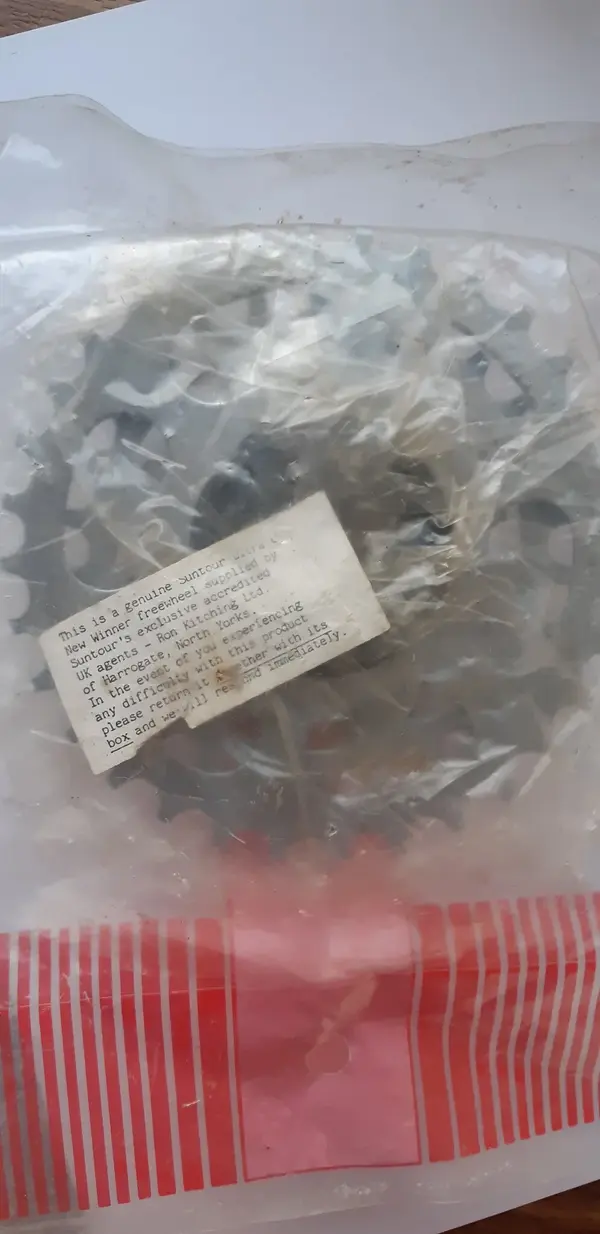 This is a genuine Suntour
New Winner freewheel supplied by
Suntour's exclusive accredited
UK agents - Ron Kitching Ltd.
of Harrogate, North Yorks.
In the event of you experiencing
any difficulty with this product
please return it with its
box and we will immediately.